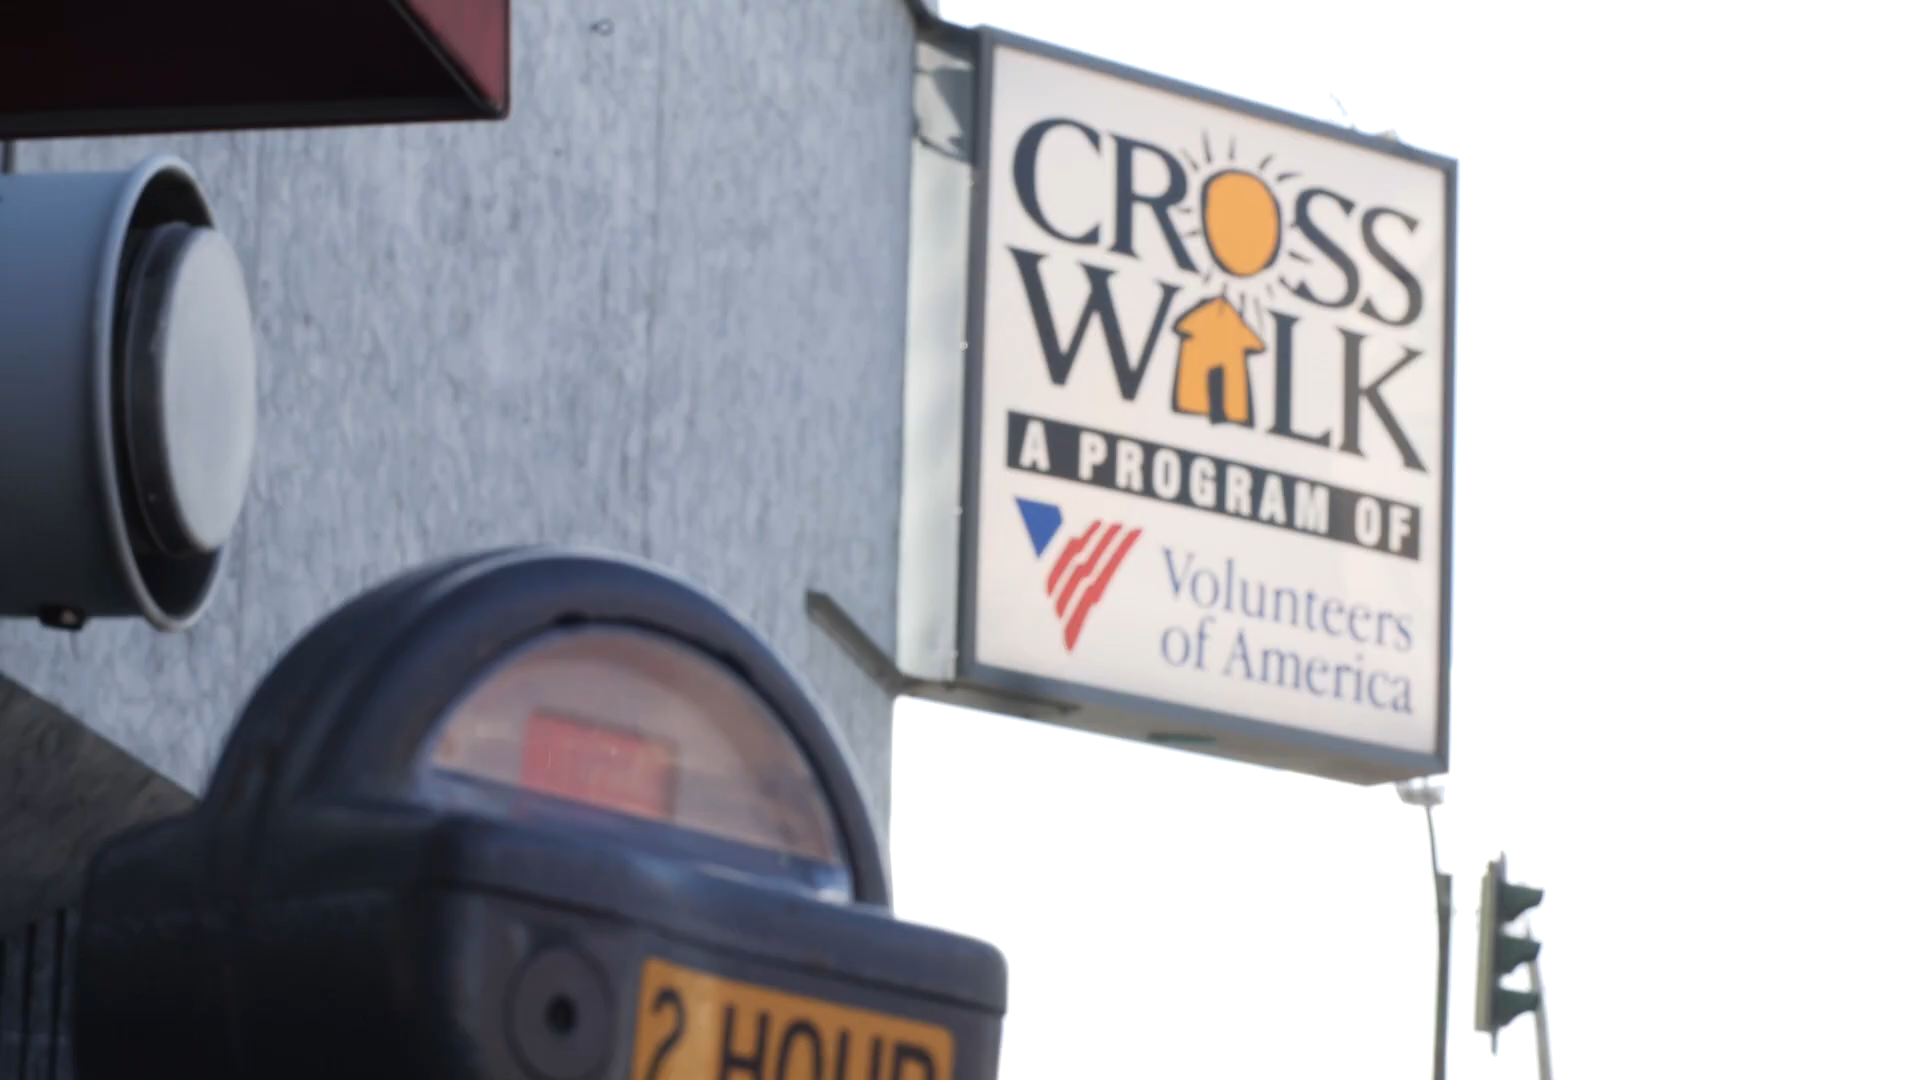 CROSS
WALK
A PROGRAM OF
Volunteers
of America
2 HOUR